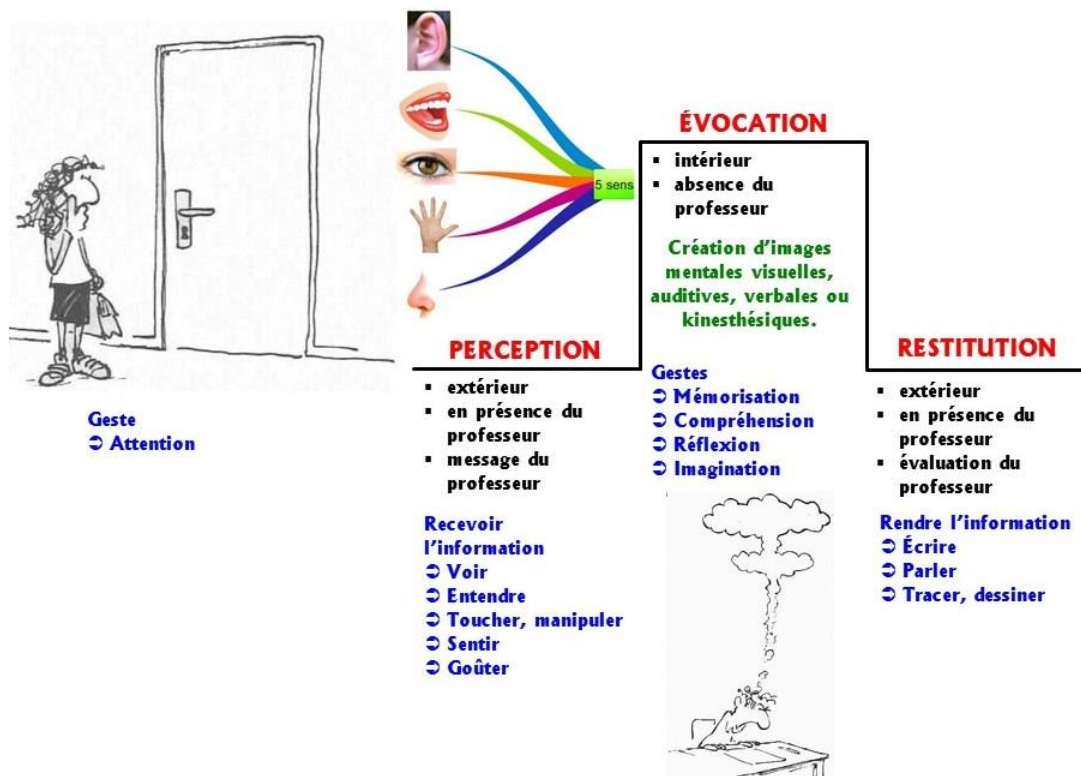 Geste
➲ Attention
5 sens
PERCEPTION
▪ extérieur
▪ en présence du
professeur
▪ message du
professeur
Recevoir
l'information
➲ Voir
➲ Entendre
➲ Toucher, manipuler
➲ Sentir
➲ Goûter
ÉVOCATION
▪ intérieur
▪ absence du
professeur
Création d'images
mentales visuelles,
auditives, verbales ou
kinesthésiques.
Gestes
➲ Mémorisation
➲ Compréhension
➲ Réflexion
➲ Imagination
RESTITUTION
▪ extérieur
▪ en présence du
professeur
▪ évaluation du
professeur
Rendre l'information
➲ Écrire
➲ Parler
➲ Tracer, dessiner